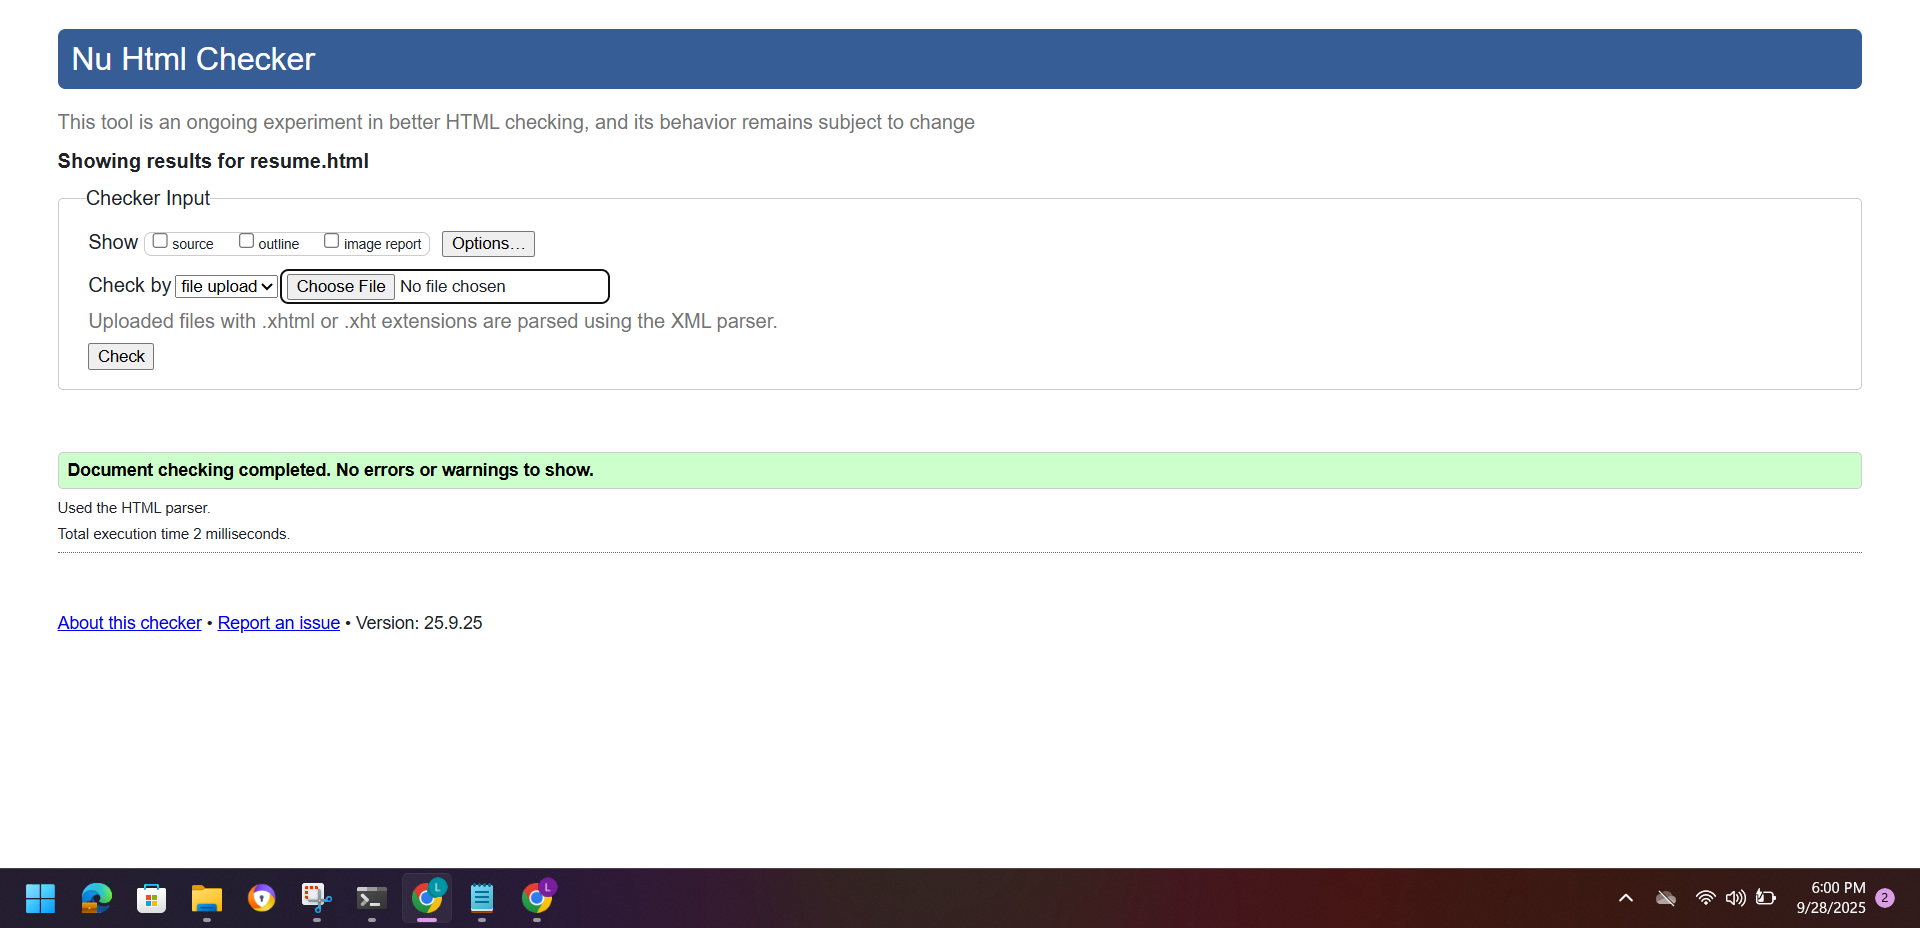 Nu Html Checker
This tool is an ongoing experiment in better HTML checking, and its behavior remains subject to change
Showing results for resume.html
Checker Input
Show source outline image report Options…
Check by file upload Choose File No file chosen
Uploaded files with .xhtml or .xht extensions are parsed using the XML parser.
Check
Document checking completed. No errors or warnings to show.
Used the HTML parser.
Total execution time 2 milliseconds.
About this checker • Report an issue • Version: 25.9.25
L
L
6:00 PM
9/28/2025
2